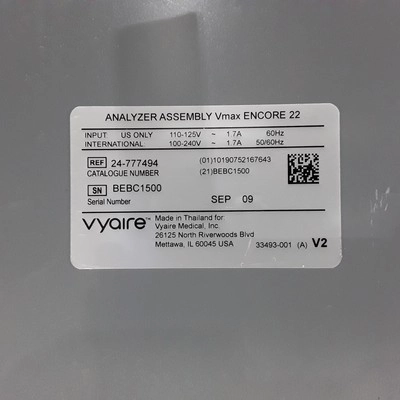 ANALYZER ASSEMBLY Vmax ENCORE 22
INPUT: US ONLY 110-125V ~ 1.7A 60Hz
INTERNATIONAL 100-240V ~ 1.7A 50/60Hz
REF 24-777494 (01)10190752167643
CATALOGUE NUMBER (21)BEBC1500
SN BEBC1500
Serial Number SEP 09
vyaire™ Made in Thailand for
Vyaire Medical, Inc.
26125 North Riverwoods Blvd
Mettawa, IL 60045 USA 33493-001 (A) V2